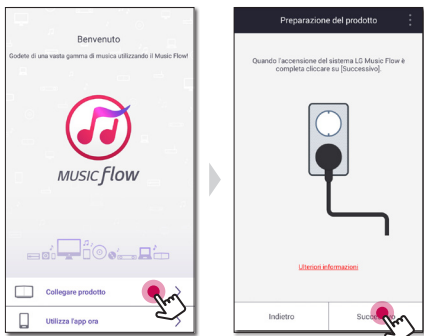 Benvenuto
Godete di una vasta gamma di musica utilizzando il Music Flow!
MUSIC flow
Collegare prodotto
Utilizza l'app ora
Preparazione del prodotto
Quando l'accensione del sistema LG Music Flow è
completa cliccare su [Successivo].
Ulteriori informazioni
Indietro
Successivo